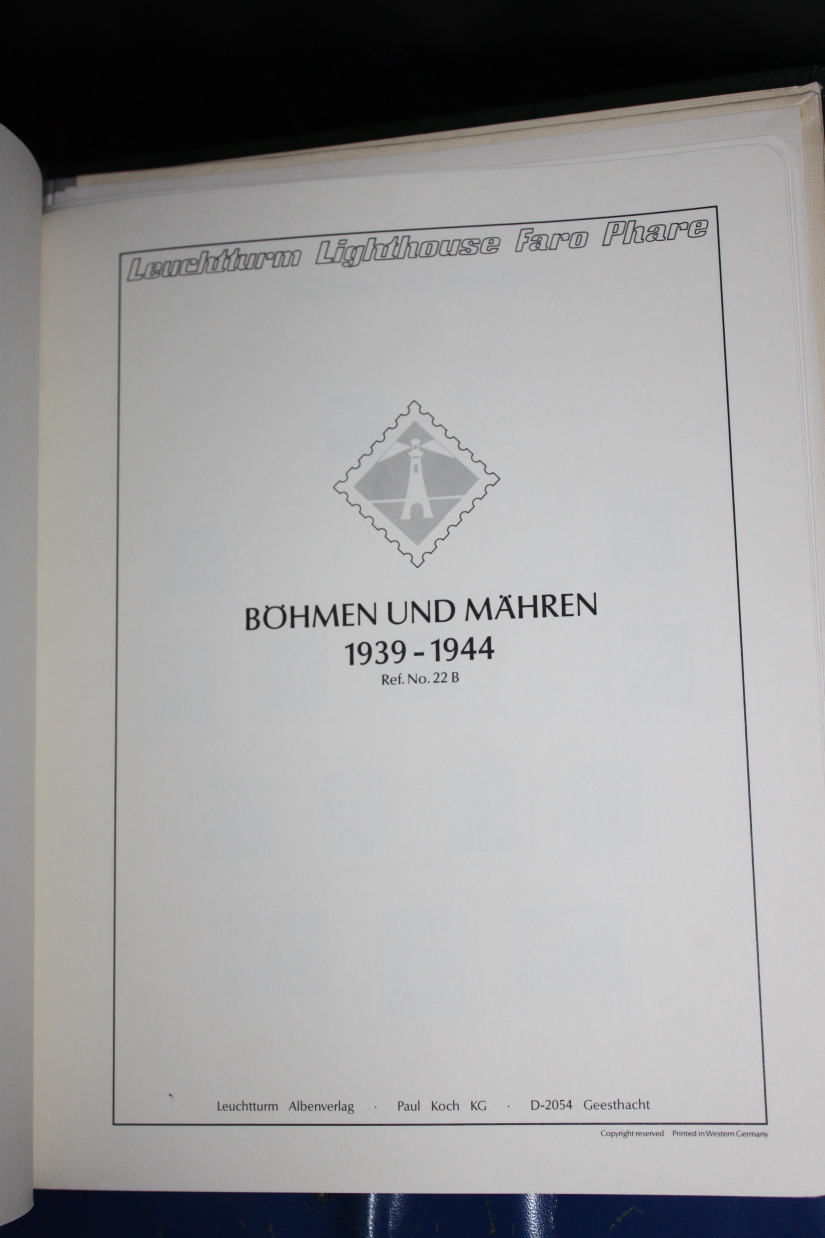 Leuchtturm Lighthouse Faro Phare
BÖHMEN UND MÄHREN
1939 - 1944
Ref. No. 22 B
Leuchtturm Albenverlag · Paul Koch KG · D-2054 Geesthacht
Copyright reserved Printed in Western Germany